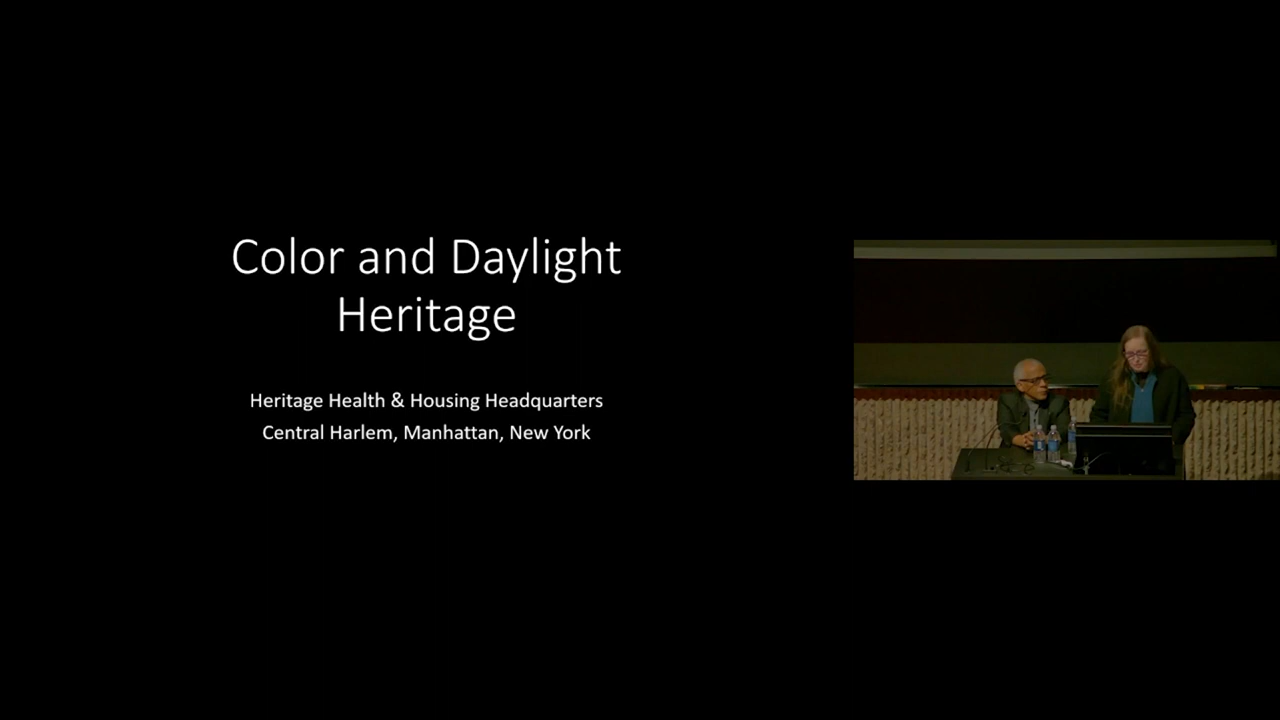 Color and Daylight
Heritage
Heritage Health & Housing Headquarters
Central Harlem, Manhattan, New York